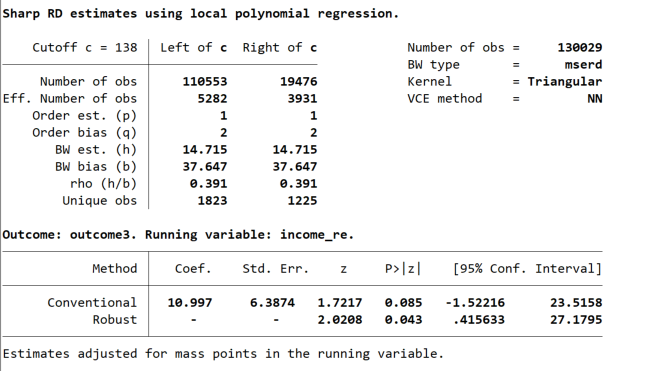 Sharp RD estimates using local polynomial regression.
Cutoff c = 138 | Left of c Right of c Number of obs = 130029
BW type = mserd
Number of obs | 110553 19476 Kernel = Triangular
Eff. Number of obs | 5282 3931 VCE method = NN
Order est. (p) | 1 1
Order bias (q) | 2 2
BW est. (h) | 14.715 14.715
BW bias (b) | 37.647 37.647
rho (h/b) | 0.391 0.391
Unique obs | 1823 1225
Outcome: outcome3. Running variable: income_re.
Method | Coef. Std. Err. z P>|z| [95% Conf. Interval]
Conventional | 10.997 6.3874 1.7217 0.085 -1.52216 23.5158
Robust | - - 2.0208 0.043 .415633 27.1795
Estimates adjusted for mass points in the running variable.